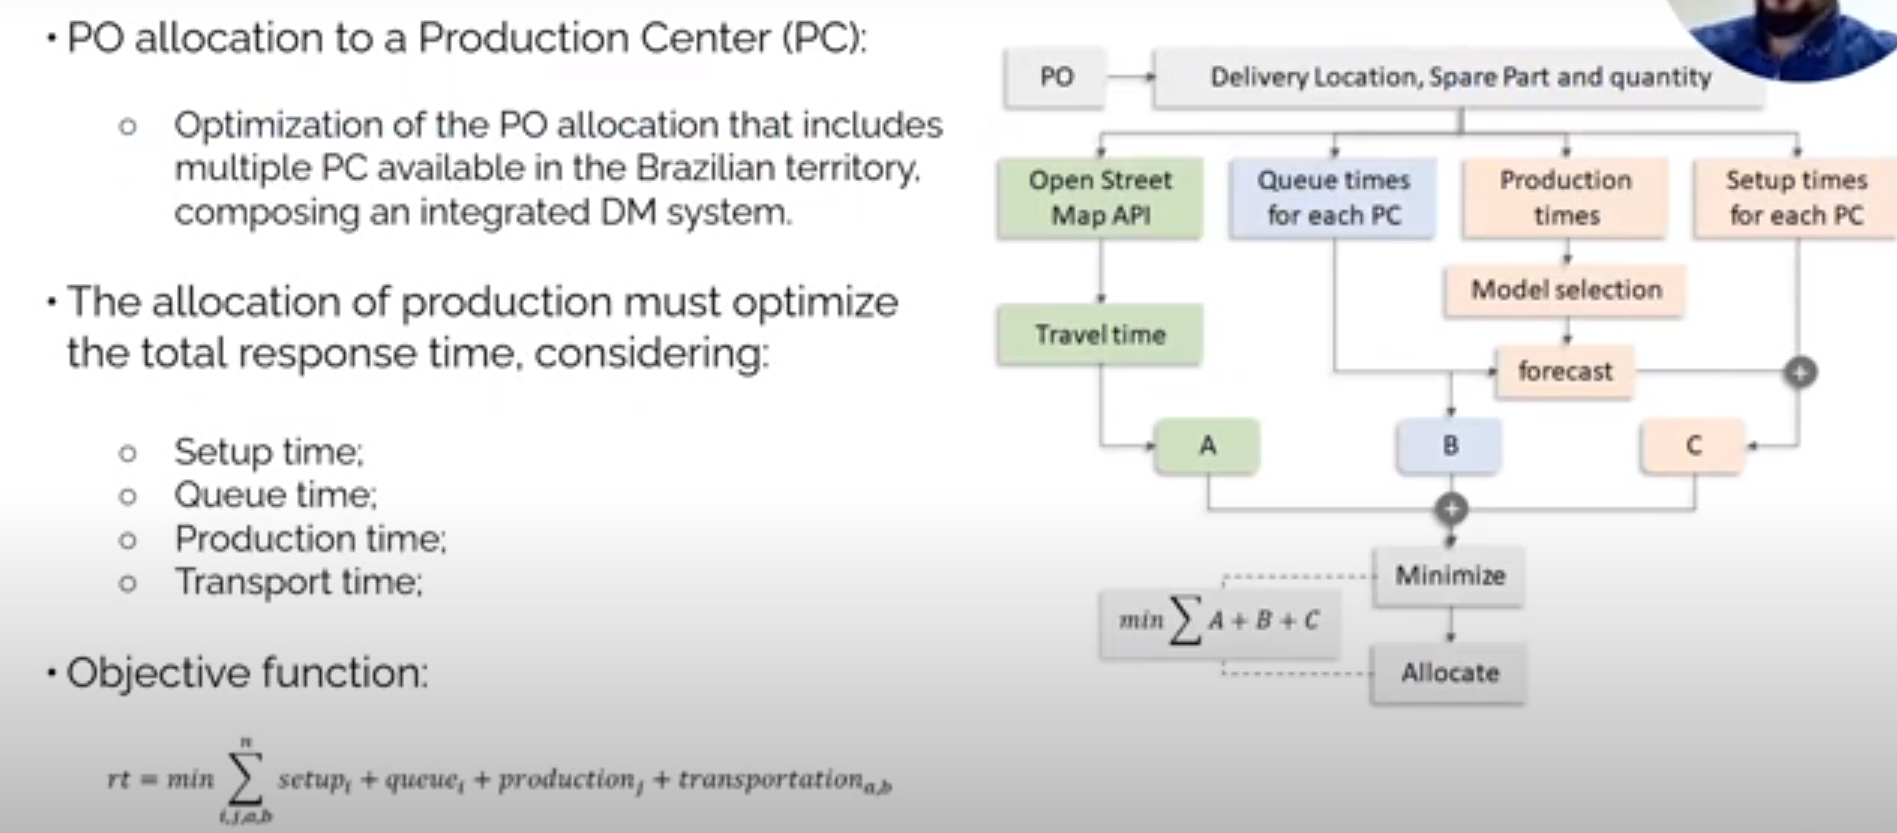 • PO allocation to a Production Center (PC):
○ Optimization of the PO allocation that includes
multiple PC available in the Brazilian territory,
composing an integrated DM system.
• The allocation of production must optimize
the total response time, considering:
○ Setup time;
○ Queue time;
○ Production time;
○ Transport time;
• Objective function:
rt = min ∑ⁿ_{i,j,a,b} setup_i + queue_i + production_j + transportation_{a,b}
PO
Delivery Location, Spare Part and quantity
Open Street
Map API
Queue times
for each PC
Production
times
Setup times
for each PC
Model selection
Travel time
forecast
+
A
B
C
+
Minimize
min ∑ A + B + C
Allocate